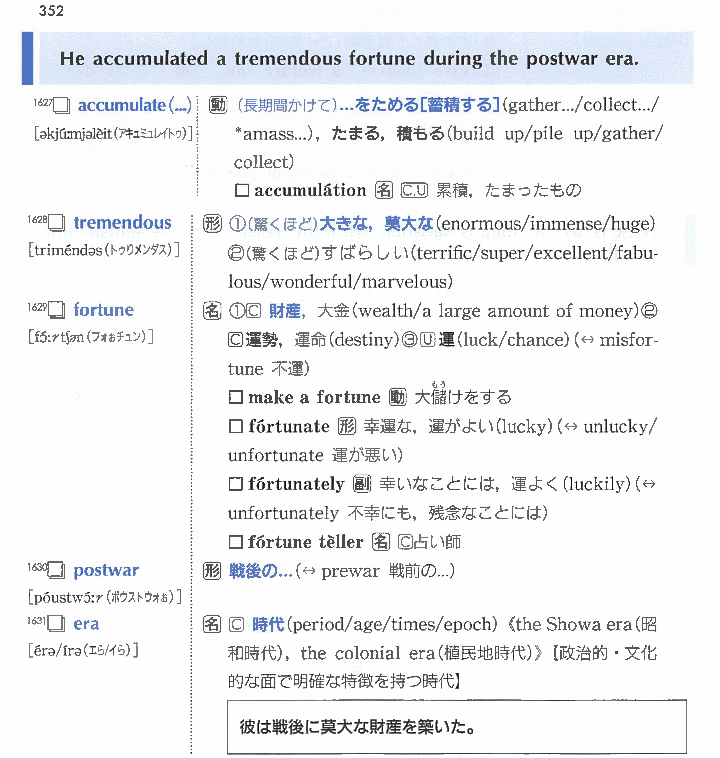 352
He accumulated a tremendous fortune during the postwar era.
1627□ accumulate(...) 動 (長期間かけて)...をためる[蓄積する](gather.../collect.../
[əkjúːmjəlèit(アキュミュレイトゥ)] *amass...), たまる, 積もる(build up/pile up/gather/
collect)
□ accumulátion 名 C,U 累積, たまったもの
1628□ tremendous 形 ①(驚くほど)大きな, 莫大な(enormous/immense/huge)
[triméndəs(トゥリメンダス)] ②(驚くほど)すばらしい(terrific/super/excellent/fabu-
lous/wonderful/marvelous)
1629□ fortune 名 ①C 財産, 大金(wealth/a large amount of money)②
[fɔ́ːrtʃən(フォぉチュン)] C運勢, 運命(destiny)③U運(luck/chance)(↔ misfor-
tune 不運)
□ make a fortune 動 大儲もうけをする
□ fórtunate 形 幸運な, 運がよい(lucky)(↔ unlucky/
unfortunate 運が悪い)
□ fórtunately 副 幸いなことには, 運よく(luckily)(↔
unfortunately 不幸にも, 残念なことには)
□ fórtune tèller 名 C占い師
1630□ postwar 形 戦後の...(↔ prewar 戦前の...)
[póustwɔ́ːr(ポウストウォぉ)]
1631□ era 名 C 時代(period/age/times/epoch)《the Showa era(昭
[érə/írə(エら/イら)] 和時代), the colonial era(植民地時代)》【政治的・文化
的な面で明確な特徴を持つ時代】
彼は戦後に莫大な財産を築いた。